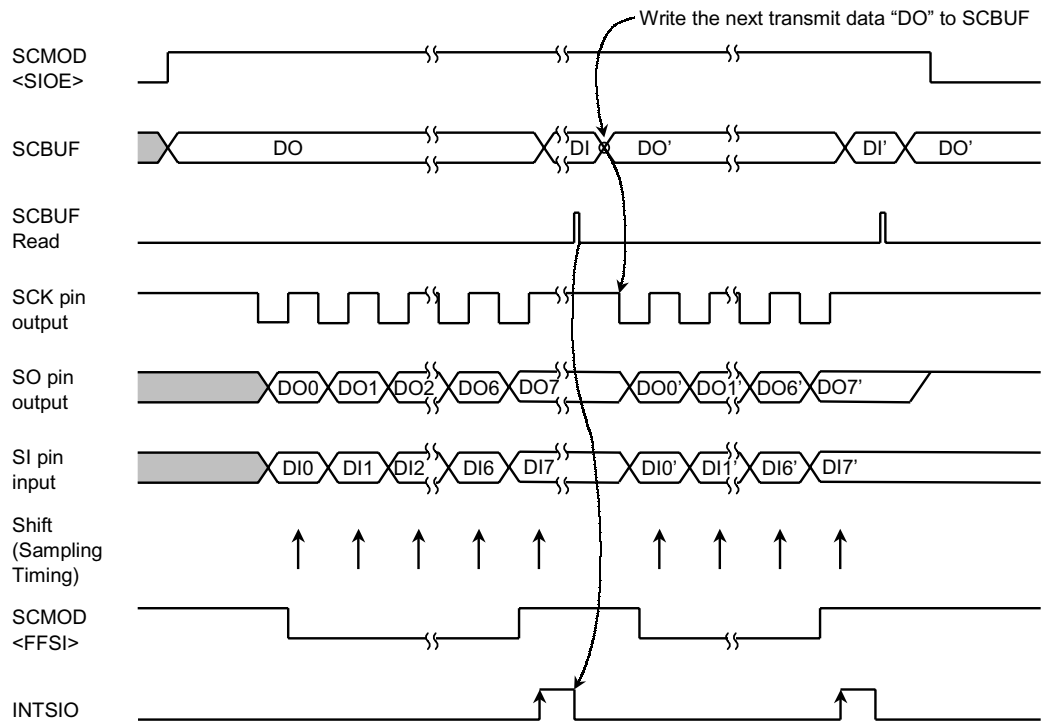 Write the next transmit data “DO” to SCBUF
SCMOD
<SIOE>
SCBUF
DO
DI
DO’
DI’
DO’
SCBUF
Read
SCK pin
output
SO pin
output
DO0
DO1
DO2
DO6
DO7
DO0’
DO1’
DO6’
DO7’
SI pin
input
DI0
DI1
DI2
DI6
DI7
DI0’
DI1’
DI6’
DI7’
Shift
(Sampling
Timing)
SCMOD
<FFSI>
INTSIO